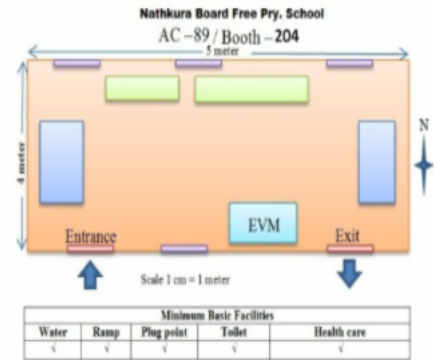 Nathkura Board Free Pry. School
AC –89 / Booth – 204
5 meter
4 meter
N
EVM
Entrance
Exit
Scale 1 cm = 1 meter
Minimum Basic Facilities
Water Ramp Plug point Toilet Health care
√ √ √ √ √